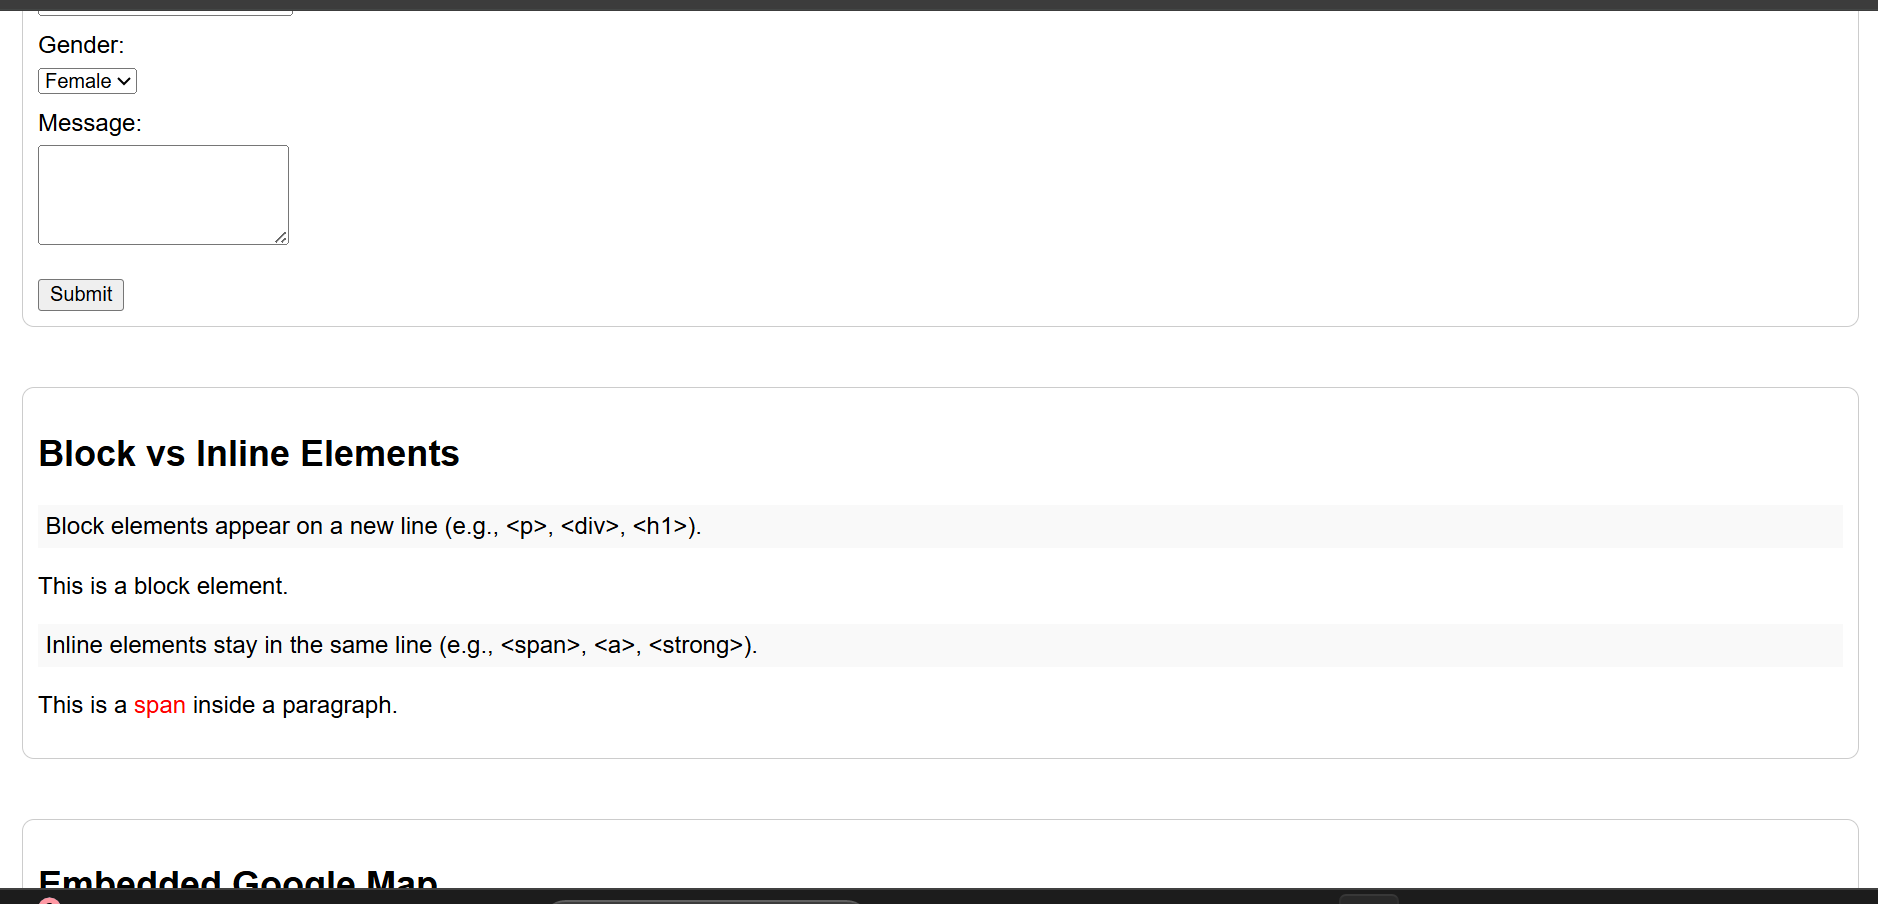 Gender:
Female
Message:
Submit
Block vs Inline Elements
Block elements appear on a new line (e.g., <p>, <div>, <h1>).
This is a block element.
Inline elements stay in the same line (e.g., <span>, <a>, <strong>).
This is a span inside a paragraph.
Embedded Google Map